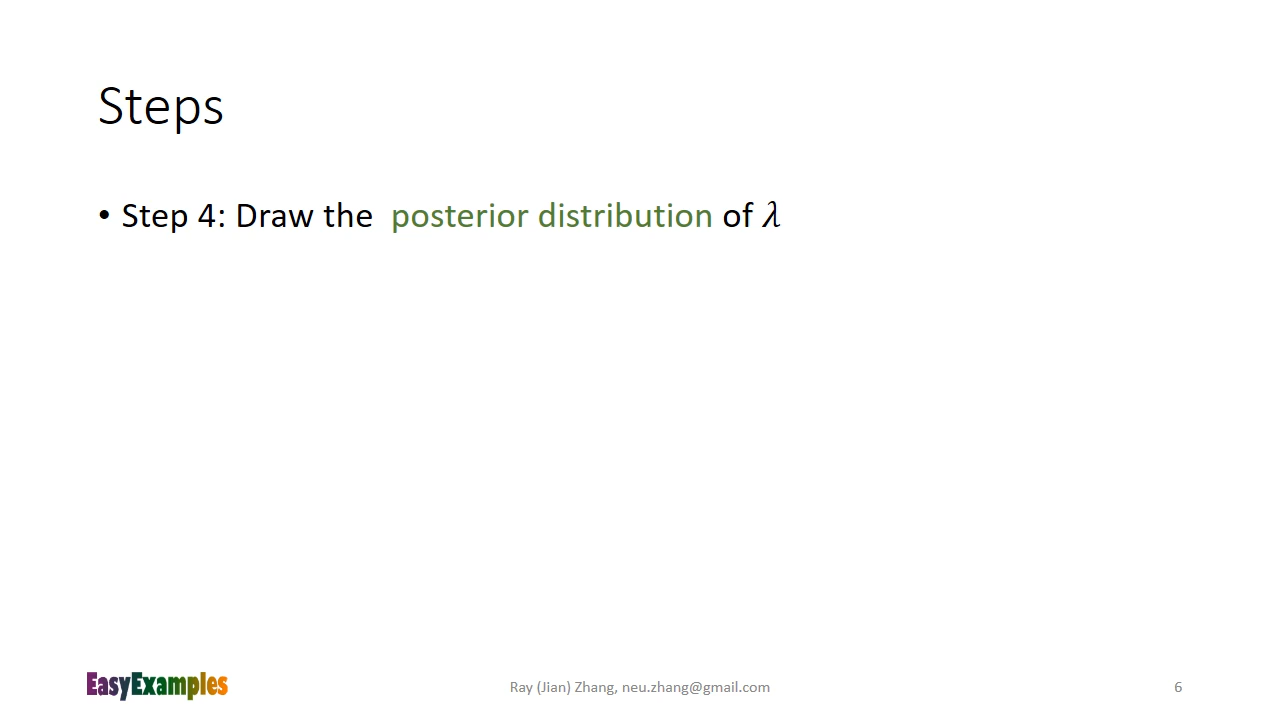 Steps
• Step 4: Draw the  posterior distribution of λ
EasyExamples
Ray (Jian) Zhang, neu.zhang@gmail.com
6